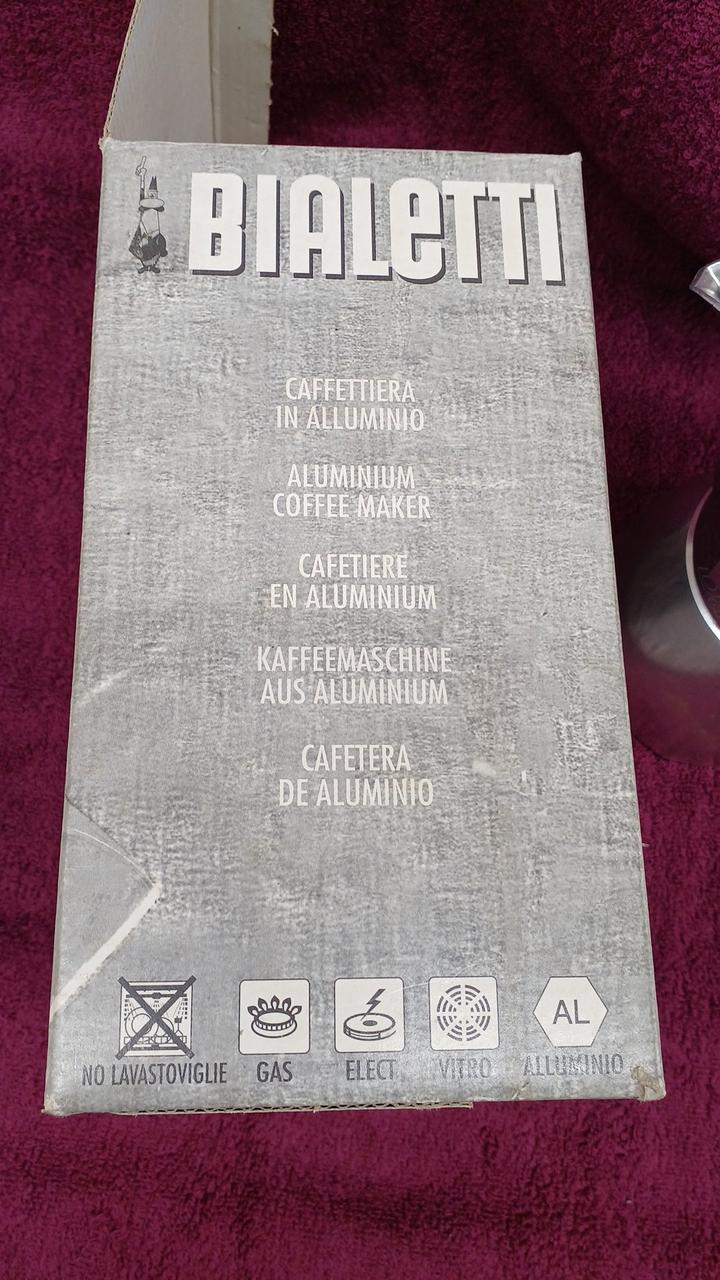 BIALeTTI
CAFFETTIERA
IN ALLUMINIO
ALUMINIUM
COFFEE MAKER
CAFETIERE
EN ALUMINIUM
KAFFEEMASCHINE
AUS ALUMINIUM
CAFETERA
DE ALUMINIO
AL
NO LAVASTOVIGLIE GAS ELECT VITRO ALLUMINIO